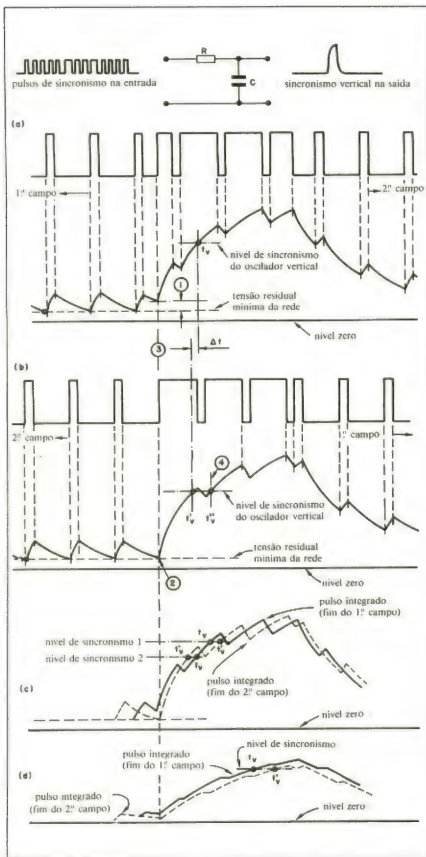 R
C
pulsos de sincronismo na entrada
sincronismo vertical na saída
(a)
1º campo
2º campo
tv
nível de sincronismo
do oscilador vertical
1
tensão residual
mínima da rede
nível zero
3
Δt
(b)
2º campo
1º campo
4
t'v
t''v
nível de sincronismo
do oscilador vertical
tensão residual
mínima da rede
2
nível zero
pulso integrado
(fim do 1º campo)
nível de sincronismo 1
nível de sincronismo 2
tv
pulso integrado
(fim do 2º campo)
(c)
nível zero
(d)
nível de sincronismo
pulso integrado
(fim do 1º campo)
tv
t'v
pulso integrado
(fim do 2º campo)
nível zero